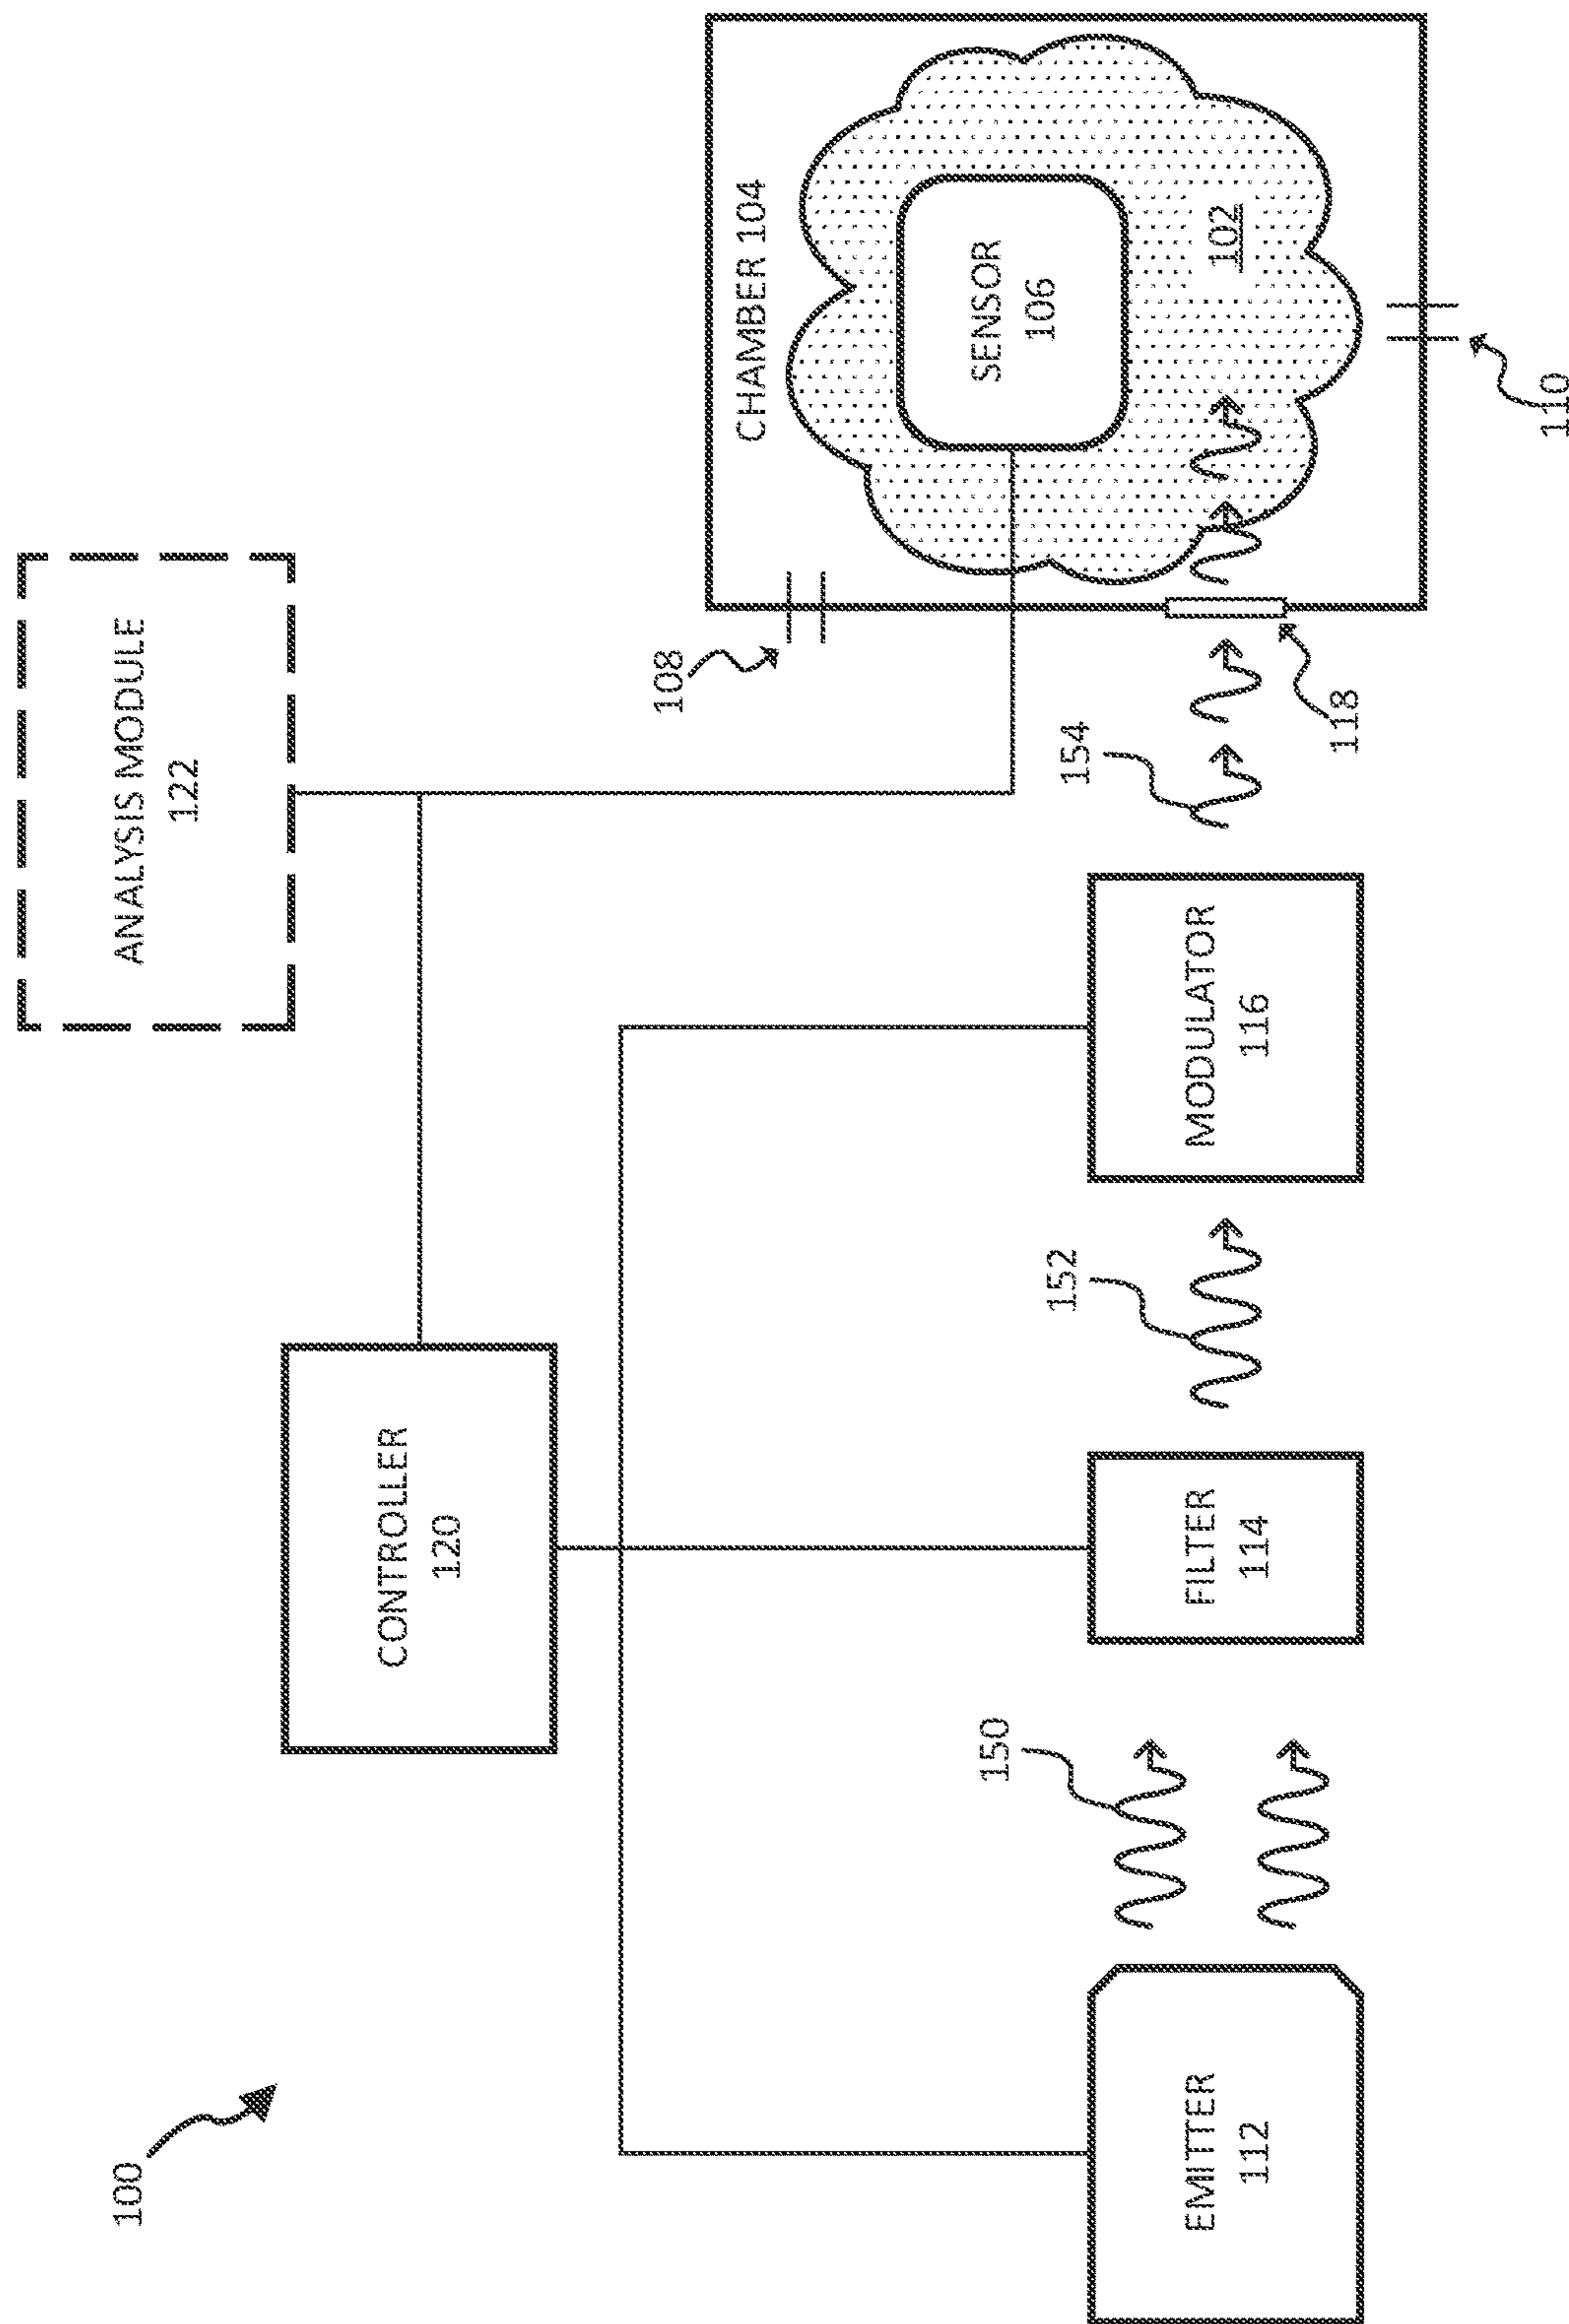 100
ANALYSIS MODULE
122
CONTROLLER
120
CHAMBER 104
108
SENSOR
106
102
150
152
154
EMITTER
112
FILTER
114
MODULATOR
116
118
110